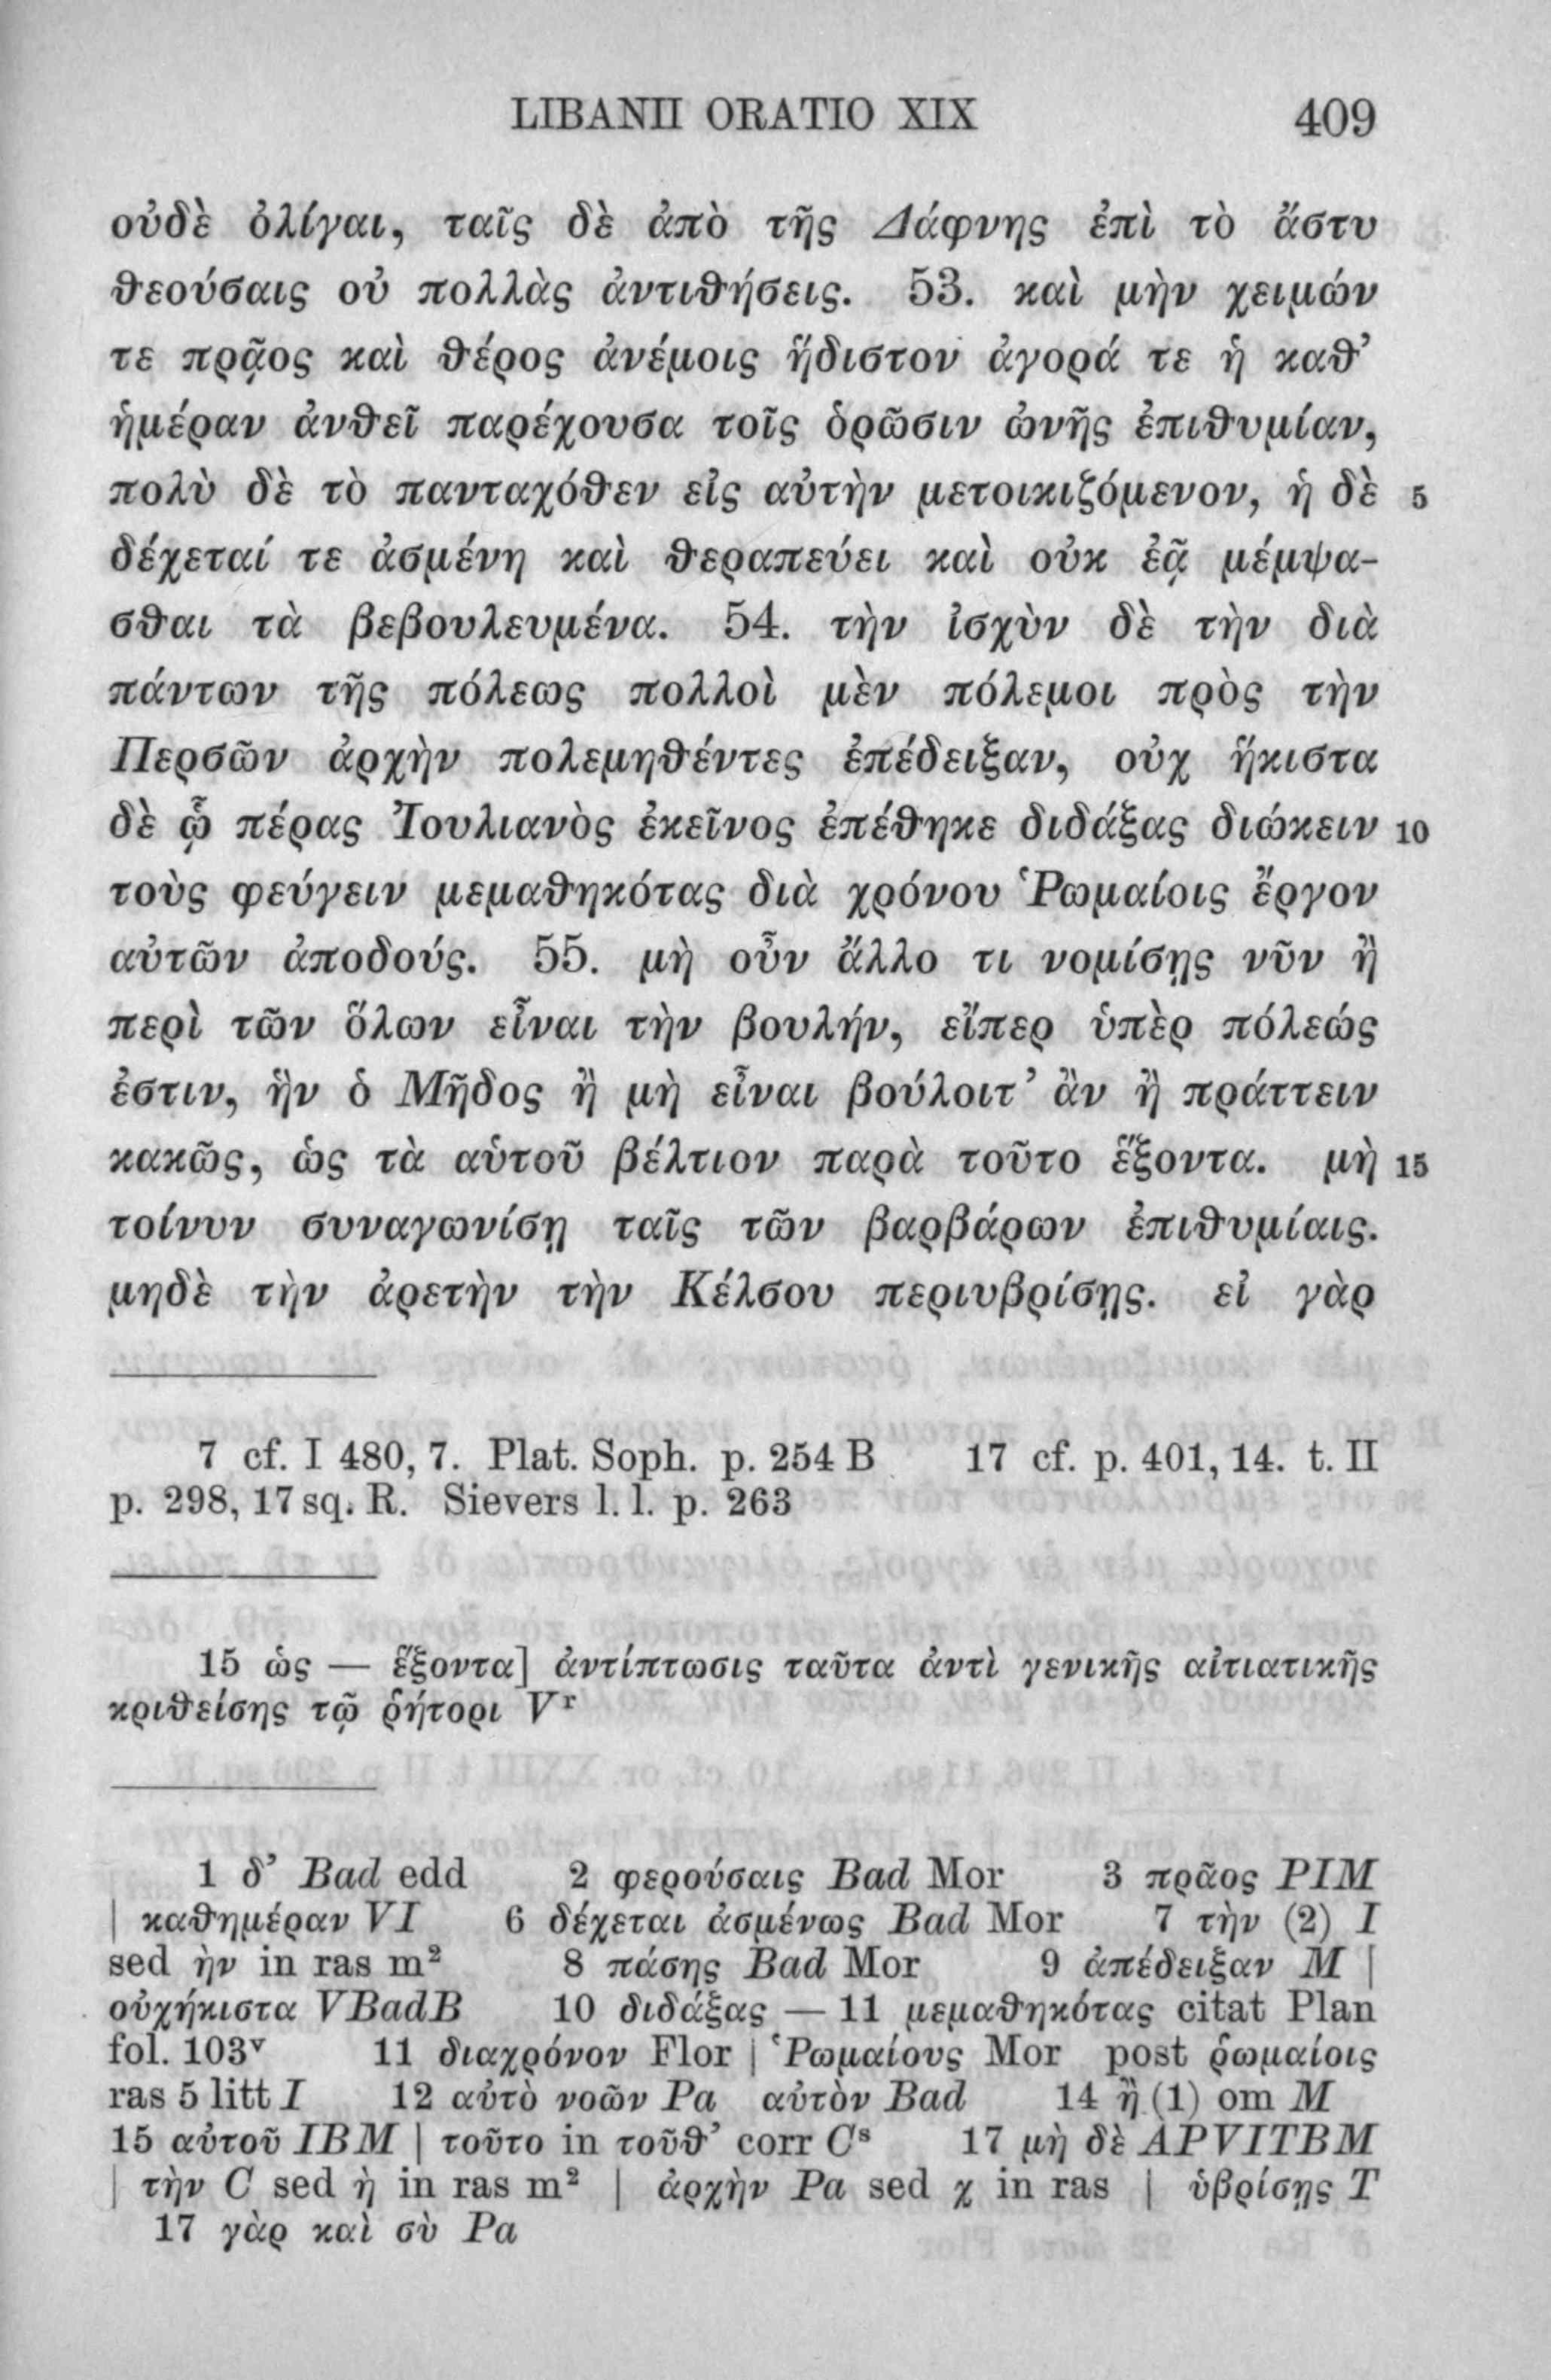 LIBANII ORATIO XIX 409
οὐδὲ ὀλίγαι, ταῖς δὲ ἀπὸ τῆς Δάφνης ἐπὶ τὸ ἄστυ
θεούσαις οὐ πολλὰς ἀντιθήσεις. 53. καὶ μὴν χειμών
τε πρᾷος καὶ θέρος ἀνέμοις ἥδιστον ἀγορά τε ἡ καθ’
ἡμέραν ἀνθεῖ παρέχουσα τοῖς ὁρῶσιν ὠνῆς ἐπιθυμίαν,
πολὺ δὲ τὸ πανταχόθεν εἰς αὐτὴν μετοικιζόμενον, ἡ δὲ 5
δέχεταί τε ἀσμένη καὶ θεραπεύει καὶ οὐκ ἐᾷ μέμψα-
σθαι τὰ βεβουλευμένα. 54. τὴν ἰσχὺν δὲ τὴν διὰ
πάντων τῆς πόλεως πολλοὶ μὲν πόλεμοι πρὸς τὴν
Περσῶν ἀρχὴν πολεμηθέντες ἐπέδειξαν, οὐχ ἥκιστα
δὲ ᾧ πέρας Ἰουλιανὸς ἐκεῖνος ἐπέθηκε διδάξας διώκειν 10
τοὺς φεύγειν μεμαθηκότας διὰ χρόνου Ῥωμαίοις ἔργον
αὐτῶν ἀποδούς. 55. μὴ οὖν ἄλλο τι νομίσῃς νῦν ἢ
περὶ τῶν ὅλων εἶναι τὴν βουλήν, εἴπερ ὑπὲρ πόλεώς
ἐστιν, ἣν ὁ Μῆδος ἢ μὴ εἶναι βούλοιτ’ ἂν ἢ πράττειν
κακῶς, ὡς τὰ αὑτοῦ βέλτιον παρὰ τοῦτο ἕξοντα. μὴ 15
τοίνυν συναγωνίσῃ ταῖς τῶν βαρβάρων ἐπιθυμίαις.
μηδὲ τὴν ἀρετὴν τὴν Κέλσου περιυβρίσῃς. εἰ γὰρ
7 cf. I 480, 7. Plat. Soph. p. 254 B 17 cf. p. 401, 14. t. II
p. 298, 17 sq. R. Sievers l. l. p. 263
15 ὡς — ἕξοντα] ἀντίπτωσις ταῦτα ἀντὶ γενικῆς αἰτιατικῆς
κριθείσης τῷ ῥήτορι Vʳ
1 δ’ Bad edd 2 φερούσαις Bad Mor 3 πρᾶος PIM
| καθημέραν VI 6 δέχεται ἀσμένως Bad Mor 7 τὴν (2) I
sed ὴν in ras m² 8 πάσης Bad Mor 9 ἀπέδειξαν M |
οὐχήκιστα VBadB 10 διδάξας — 11 μεμαθηκότας citat Plan
fol. 103ᵛ 11 διαχρόνον Flor | Ῥωμαίους Mor post ῥωμαίοις
ras 5 litt I 12 αὐτὸ νοῶν Pa αὐτὸν Bad 14 ἢ (1) om M
15 αὐτοῦ IBM | τοῦτο in τοῦθ’ corr Cˢ 17 μὴ δὲ APVITBM
| τὴν C sed ὴ in ras m² | ἀρχὴν Pa sed χ in ras | ὑβρίσῃς T
17 γὰρ καὶ σὺ Pa